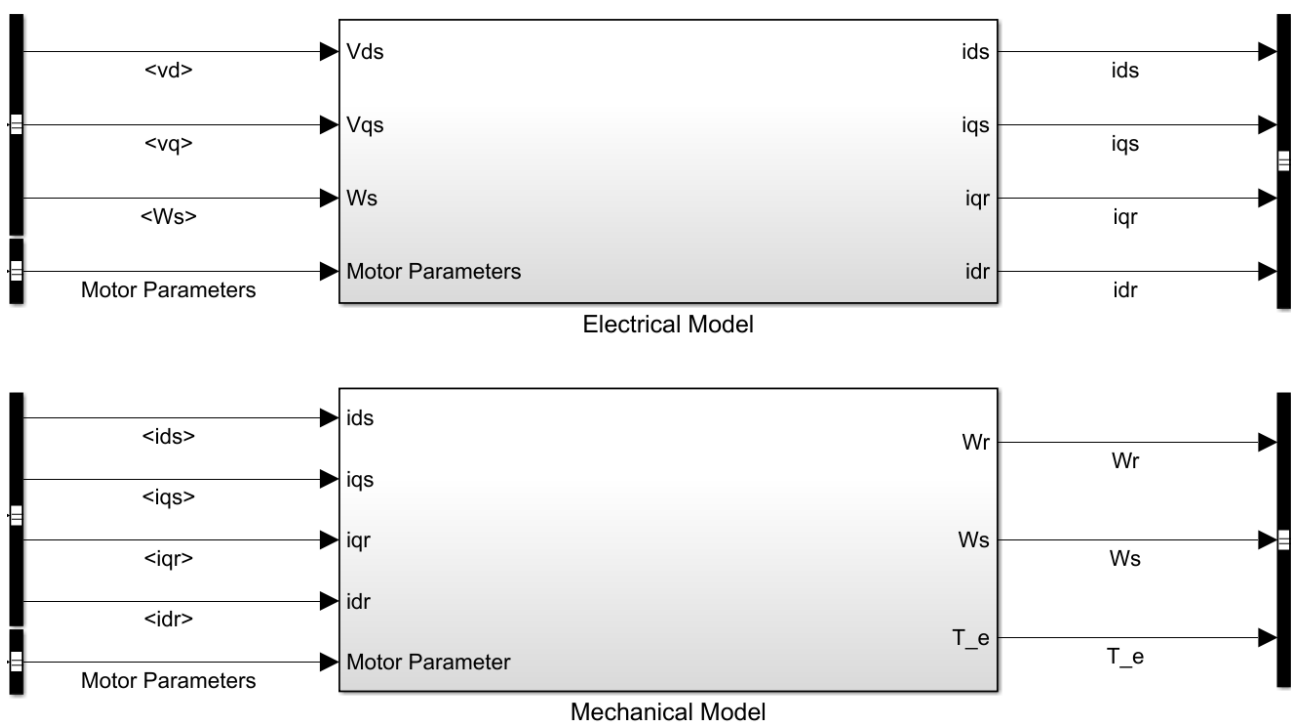 Vds
ids
<vd>
ids
Vqs
iqs
<vq>
iqs
Ws
iqr
<Ws>
iqr
Motor Parameters
idr
Motor Parameters
idr
Electrical Model
ids
<ids>
Wr
Wr
iqs
<iqs>
iqr
Ws
<iqr>
Ws
idr
<idr>
T_e
T_e
Motor Parameter
Motor Parameters
Mechanical Model